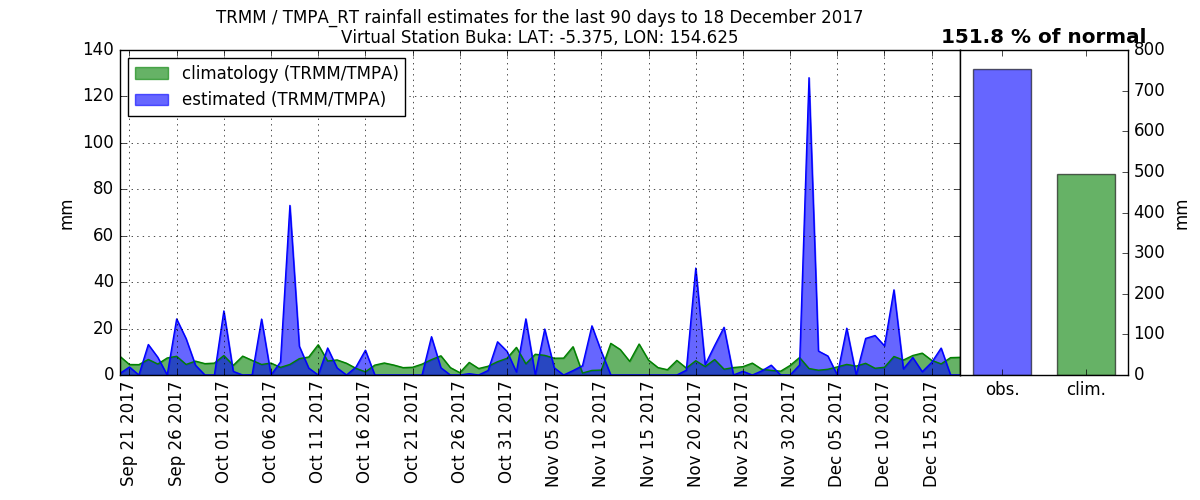 TRMM / TMPA_RT rainfall estimates for the last 90 days to 18 December 2017
Virtual Station Buka: LAT: -5.375, LON: 154.625
151.8 % of normal
climatology (TRMM/TMPA)
estimated (TRMM/TMPA)
140
120
100
80
60
40
20
0
mm
800
700
600
500
400
300
200
100
0
mm
Sep 21 2017
Sep 26 2017
Oct 01 2017
Oct 06 2017
Oct 11 2017
Oct 16 2017
Oct 21 2017
Oct 26 2017
Oct 31 2017
Nov 05 2017
Nov 10 2017
Nov 15 2017
Nov 20 2017
Nov 25 2017
Nov 30 2017
Dec 05 2017
Dec 10 2017
Dec 15 2017
obs.
clim.